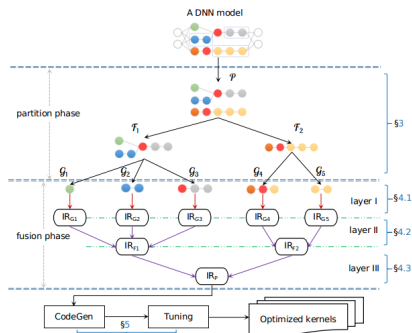 A DNN model
𝒫
partition phase
ℱ1
ℱ2
§3
𝒢1
𝒢2
𝒢3
𝒢4
𝒢5
layer I
§4.1
IRG1
IRG2
IRG3
IRG4
IRG5
layer II
§4.2
fusion phase
IRF1
IRF2
IRP
layer III
§4.3
CodeGen
Tuning
Optimized kernels
§5